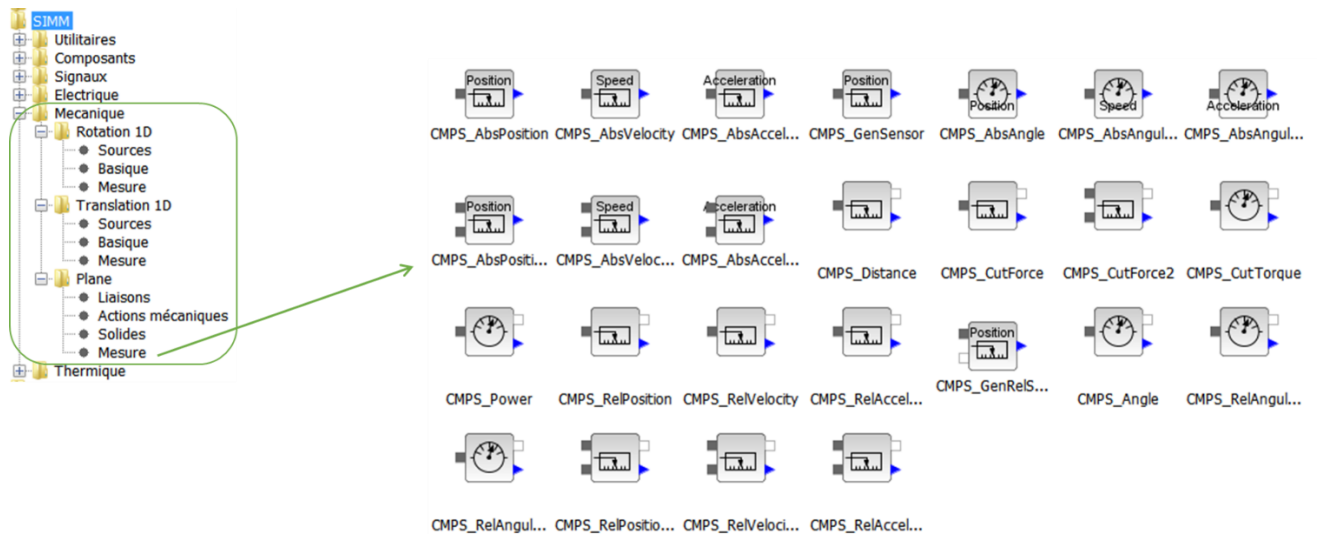 SIMM
Utilitaires
Composants
Signaux
Electrique
Mecanique
Rotation 1D
Sources
Basique
Mesure
Translation 1D
Sources
Basique
Mesure
Plane
Liaisons
Actions mécaniques
Solides
Mesure
Thermique
Position Speed Acceleration Position Position Speed Acceleration
CMPS_AbsPosition CMPS_AbsVelocity CMPS_AbsAccel... CMPS_GenSensor CMPS_AbsAngle CMPS_AbsAngul... CMPS_AbsAngul...
Position Speed Acceleration
CMPS_AbsPositi... CMPS_AbsVeloc... CMPS_AbsAccel... CMPS_Distance CMPS_CutForce CMPS_CutForce2 CMPS_CutTorque
Position
CMPS_Power CMPS_RelPosition CMPS_RelVelocity CMPS_RelAccel... CMPS_GenRelS... CMPS_Angle CMPS_RelAngul...
CMPS_RelAngul... CMPS_RelPositio... CMPS_RelVeloci... CMPS_RelAccel...